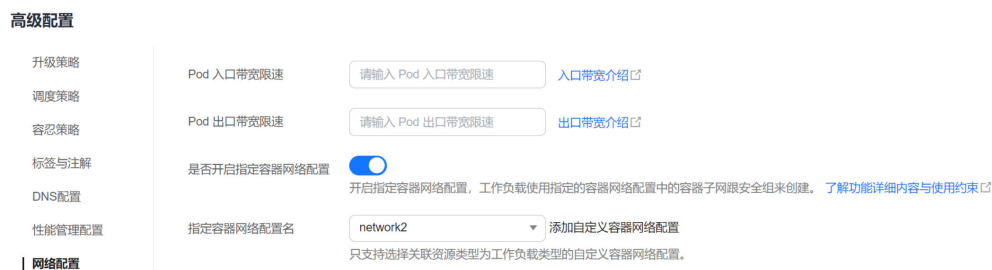 高级配置
升级策略
调度策略
容忍策略
标签与注解
DNS配置
性能管理配置
网络配置
Pod 入口带宽限速 请输入 Pod 入口带宽限速 入口带宽介绍
Pod 出口带宽限速 请输入 Pod 出口带宽限速 出口带宽介绍
是否开启指定容器网络配置
开启指定容器网络配置，工作负载使用指定的容器网络配置中的容器子网跟安全组来创建。 了解功能详细内容与使用约束
指定容器网络配置名 network2 添加自定义容器网络配置
只支持选择关联资源类型为工作负载类型的自定义容器网络配置。